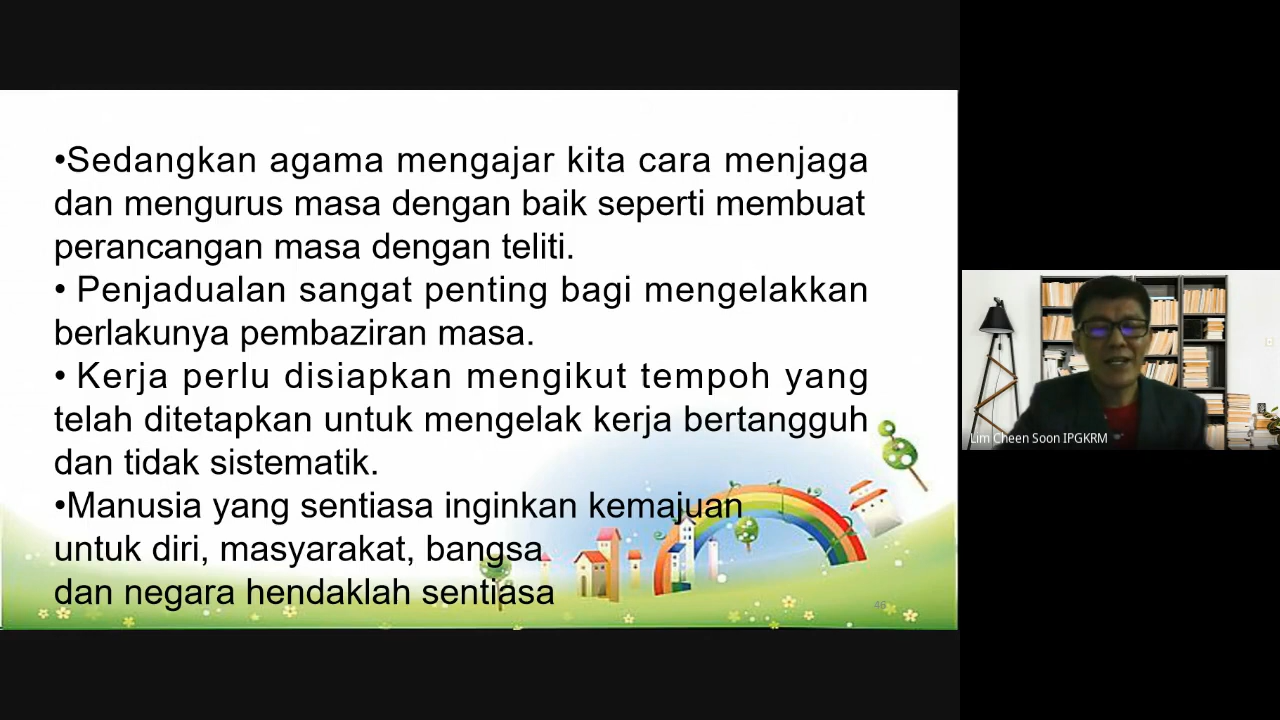 •Sedangkan agama mengajar kita cara menjaga
dan mengurus masa dengan baik seperti membuat
perancangan masa dengan teliti.
• Penjadualan sangat penting bagi mengelakkan
berlakunya pembaziran masa.
• Kerja perlu disiapkan mengikut tempoh yang
telah ditetapkan untuk mengelak kerja bertangguh
dan tidak sistematik.
•Manusia yang sentiasa inginkan kemajuan
untuk diri, masyarakat, bangsa
dan negara hendaklah sentiasa
46
Lim Cheen Soon IPGKRM